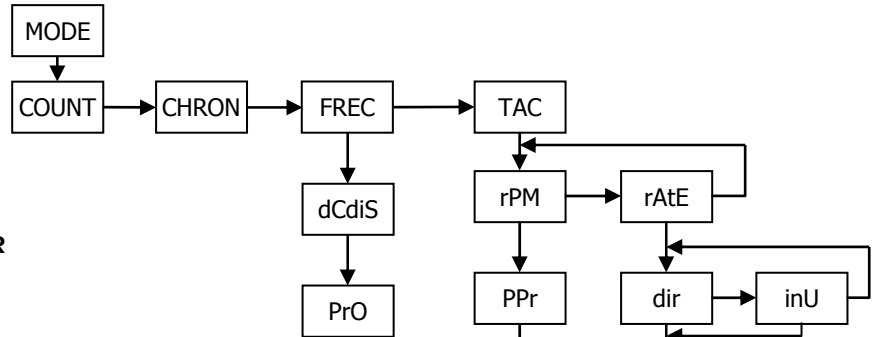 MODE
COUNT CHRON FREC TAC
dCdiS rPM rAtE
R
PrO PPr dir inU